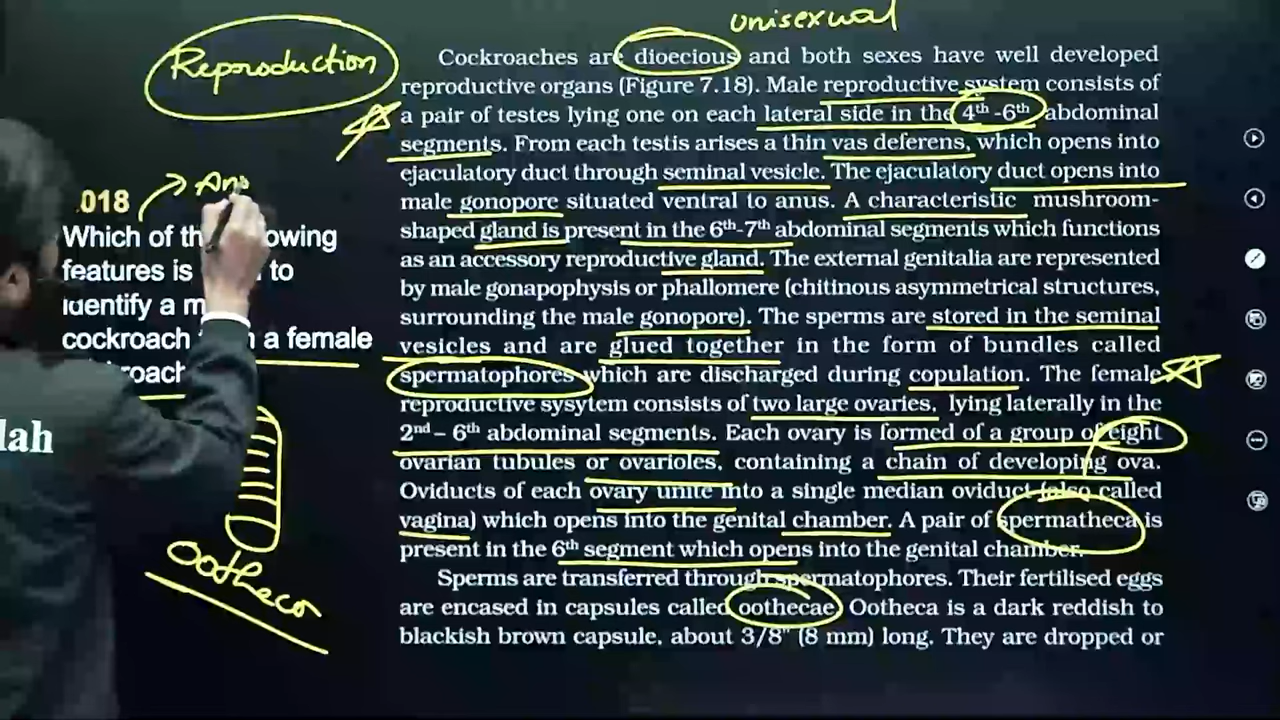 unisexual
Reproduction
Cockroaches are dioecious and both sexes have well developed
reproductive organs (Figure 7.18). Male reproductive system consists of
a pair of testes lying one on each lateral side in the 4th -6th abdominal
segments. From each testis arises a thin vas deferens, which opens into
ejaculatory duct through seminal vesicle. The ejaculatory duct opens into
male gonopore situated ventral to anus. A characteristic mushroom-
shaped gland is present in the 6th-7th abdominal segments which functions
as an accessory reproductive gland. The external genitalia are represented
by male gonapophysis or phallomere (chitinous asymmetrical structures,
surrounding the male gonopore). The sperms are stored in the seminal
vesicles and are glued together in the form of bundles called
spermatophores which are discharged during copulation. The female
reproductive sysytem consists of two large ovaries, lying laterally in the
2nd – 6th abdominal segments. Each ovary is formed of a group of eight
ovarian tubules or ovarioles, containing a chain of developing ova.
Oviducts of each ovary unite into a single median oviduct (also called
vagina) which opens into the genital chamber. A pair of spermatheca is
present in the 6th segment which opens into the genital chamber.
Sperms are transferred through spermatophores. Their fertilised eggs
are encased in capsules called oothecae. Ootheca is a dark reddish to
blackish brown capsule, about 3/8" (8 mm) long. They are dropped or
.018
An
Which of th owing
features is to
identify a m
cockroach a female
roach
lah
Ootheca